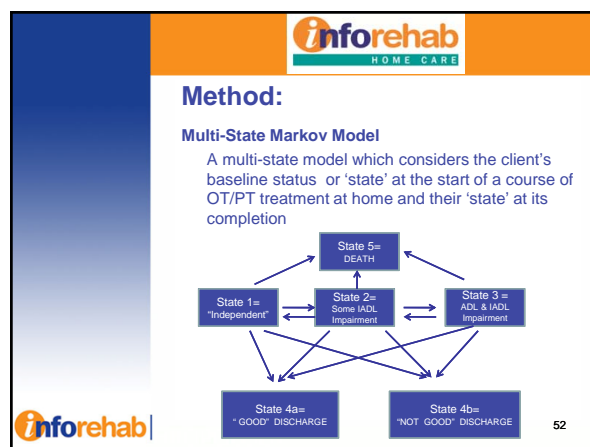 inforehab
HOME CARE
Method:
Multi-State Markov Model
A multi-state model which considers the client's
baseline status or 'state' at the start of a course of
OT/PT treatment at home and their 'state' at its
completion
State 5=
DEATH
State 1=
"Independent"
State 2=
Some IADL
Impairment
State 3 =
ADL & IADL
Impairment
State 4a=
" GOOD" DISCHARGE
State 4b=
"NOT GOOD" DISCHARGE
inforehab
52